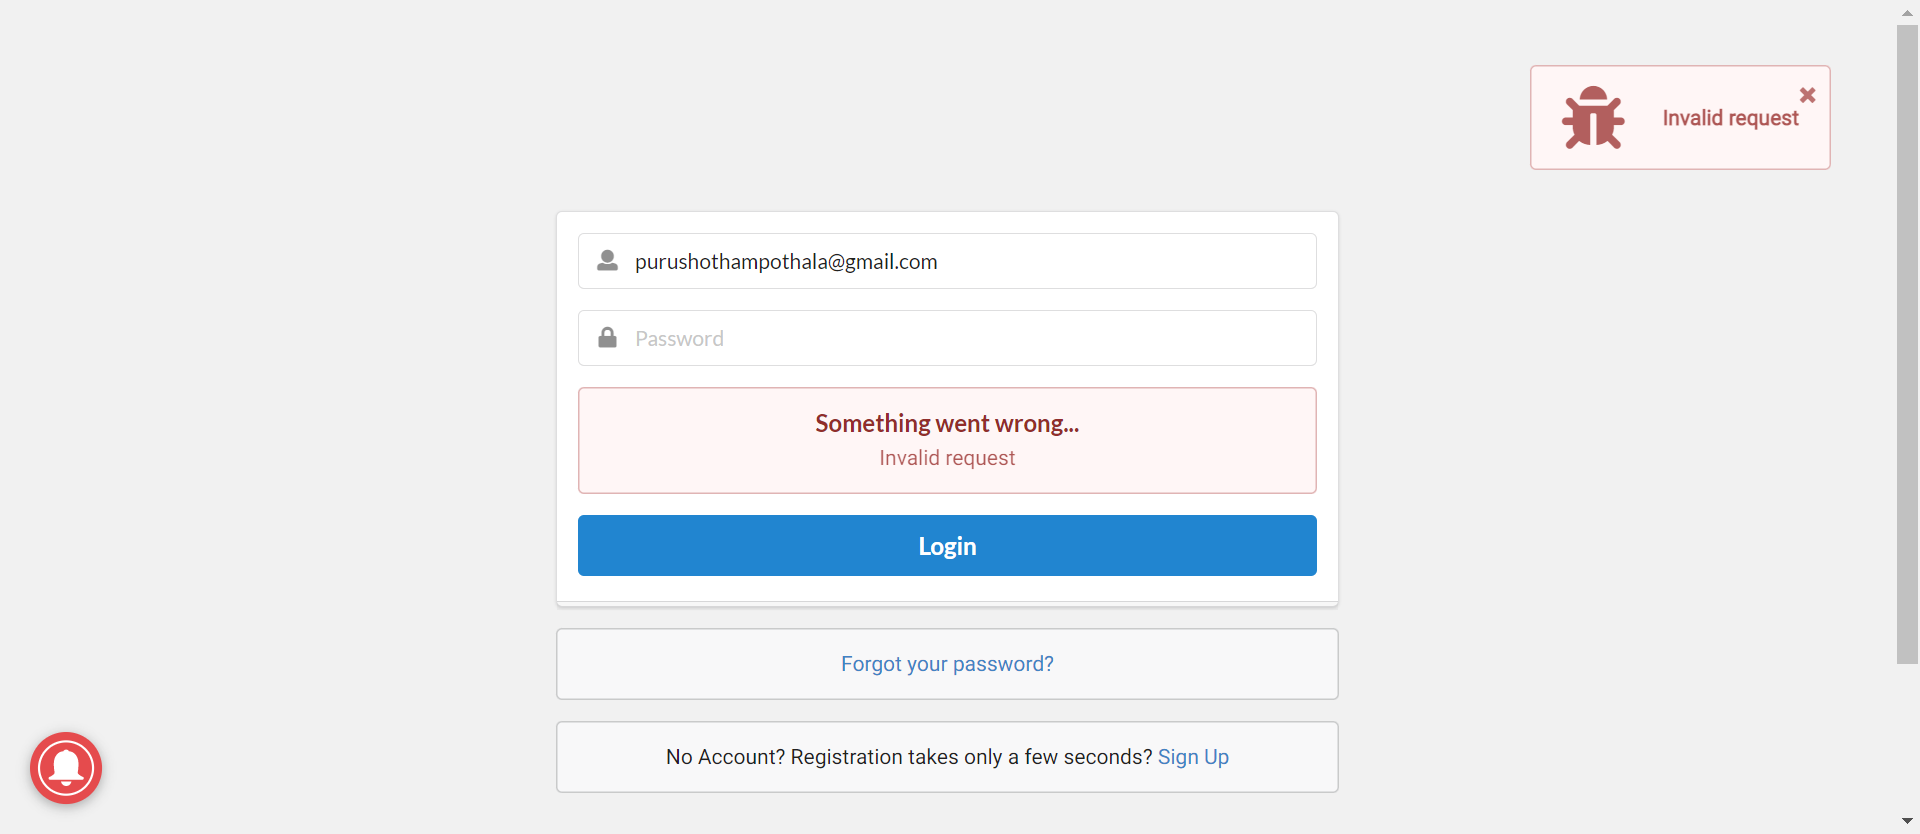 Invalid request
purushothampothala@gmail.com
Password
Something went wrong...
Invalid request
Login
Forgot your password?
No Account? Registration takes only a few seconds? Sign Up